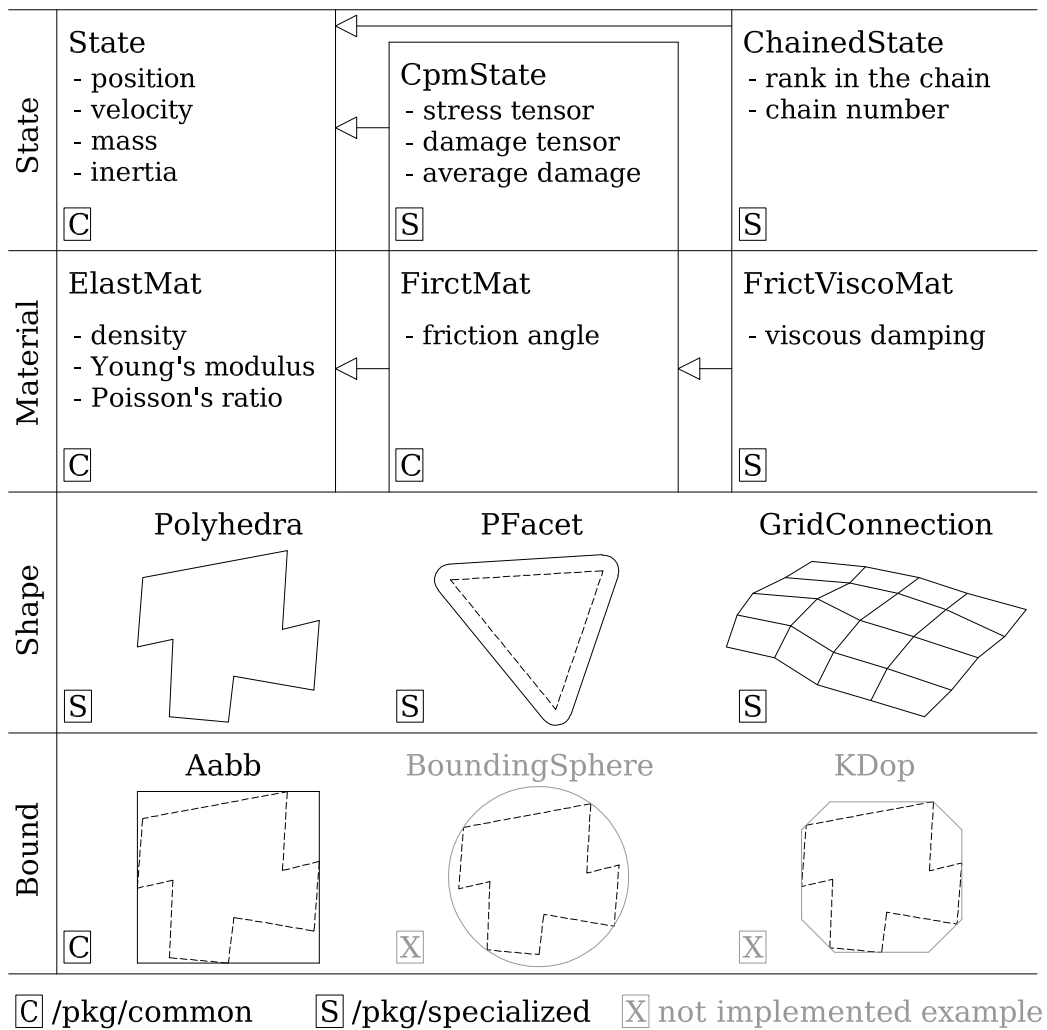 State
State
- position
- velocity
- mass
- inertia
C
CpmState
- stress tensor
- damage tensor
- average damage
S
ChainedState
- rank in the chain
- chain number
S
Material
ElastMat
- density
- Young's modulus
- Poisson's ratio
C
FirctMat
- friction angle
C
FrictViscoMat
- viscous damping
S
Shape
Polyhedra
S
PFacet
S
GridConnection
S
Bound
Aabb
C
BoundingSphere
X
KDop
X
C /pkg/common S /pkg/specialized X not implemented example